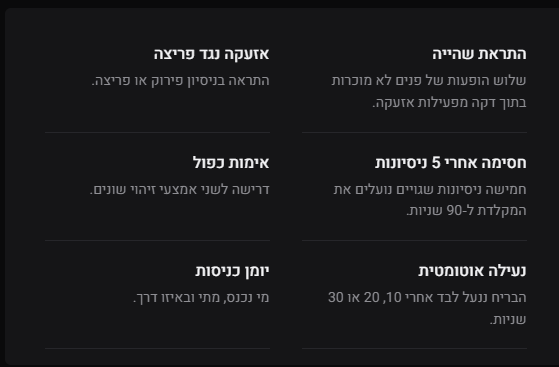 התראת שהייה
שלוש הופעות של פנים לא מוכרות
בתוך דקה מפעילות אזעקה.
אזעקה נגד פריצה
התראה בניסיון פירוק או פריצה.
חסימה אחרי 5 ניסיונות
חמישה ניסיונות שגויים נועלים את
המקלדת ל-90 שניות.
אימות כפול
דרישה לשני אמצעי זיהוי שונים.
נעילה אוטומטית
הבריח ננעל לבד אחרי 10, 20 או 30
שניות.
יומן כניסות
מי נכנס, מתי ובאיזו דרך.